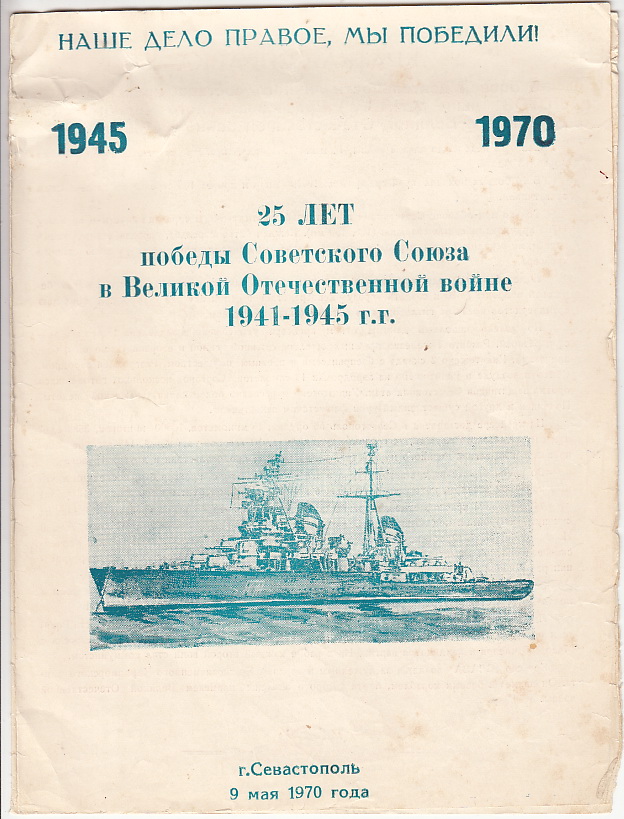 НАШЕ ДЕЛО ПРАВОЕ, МЫ ПОБЕДИЛИ!
1945 1970
25 ЛЕТ
победы Советского Союза
в Великой Отечественной войне
1941-1945 г.г.
г.Севастополь
9 мая 1970 года